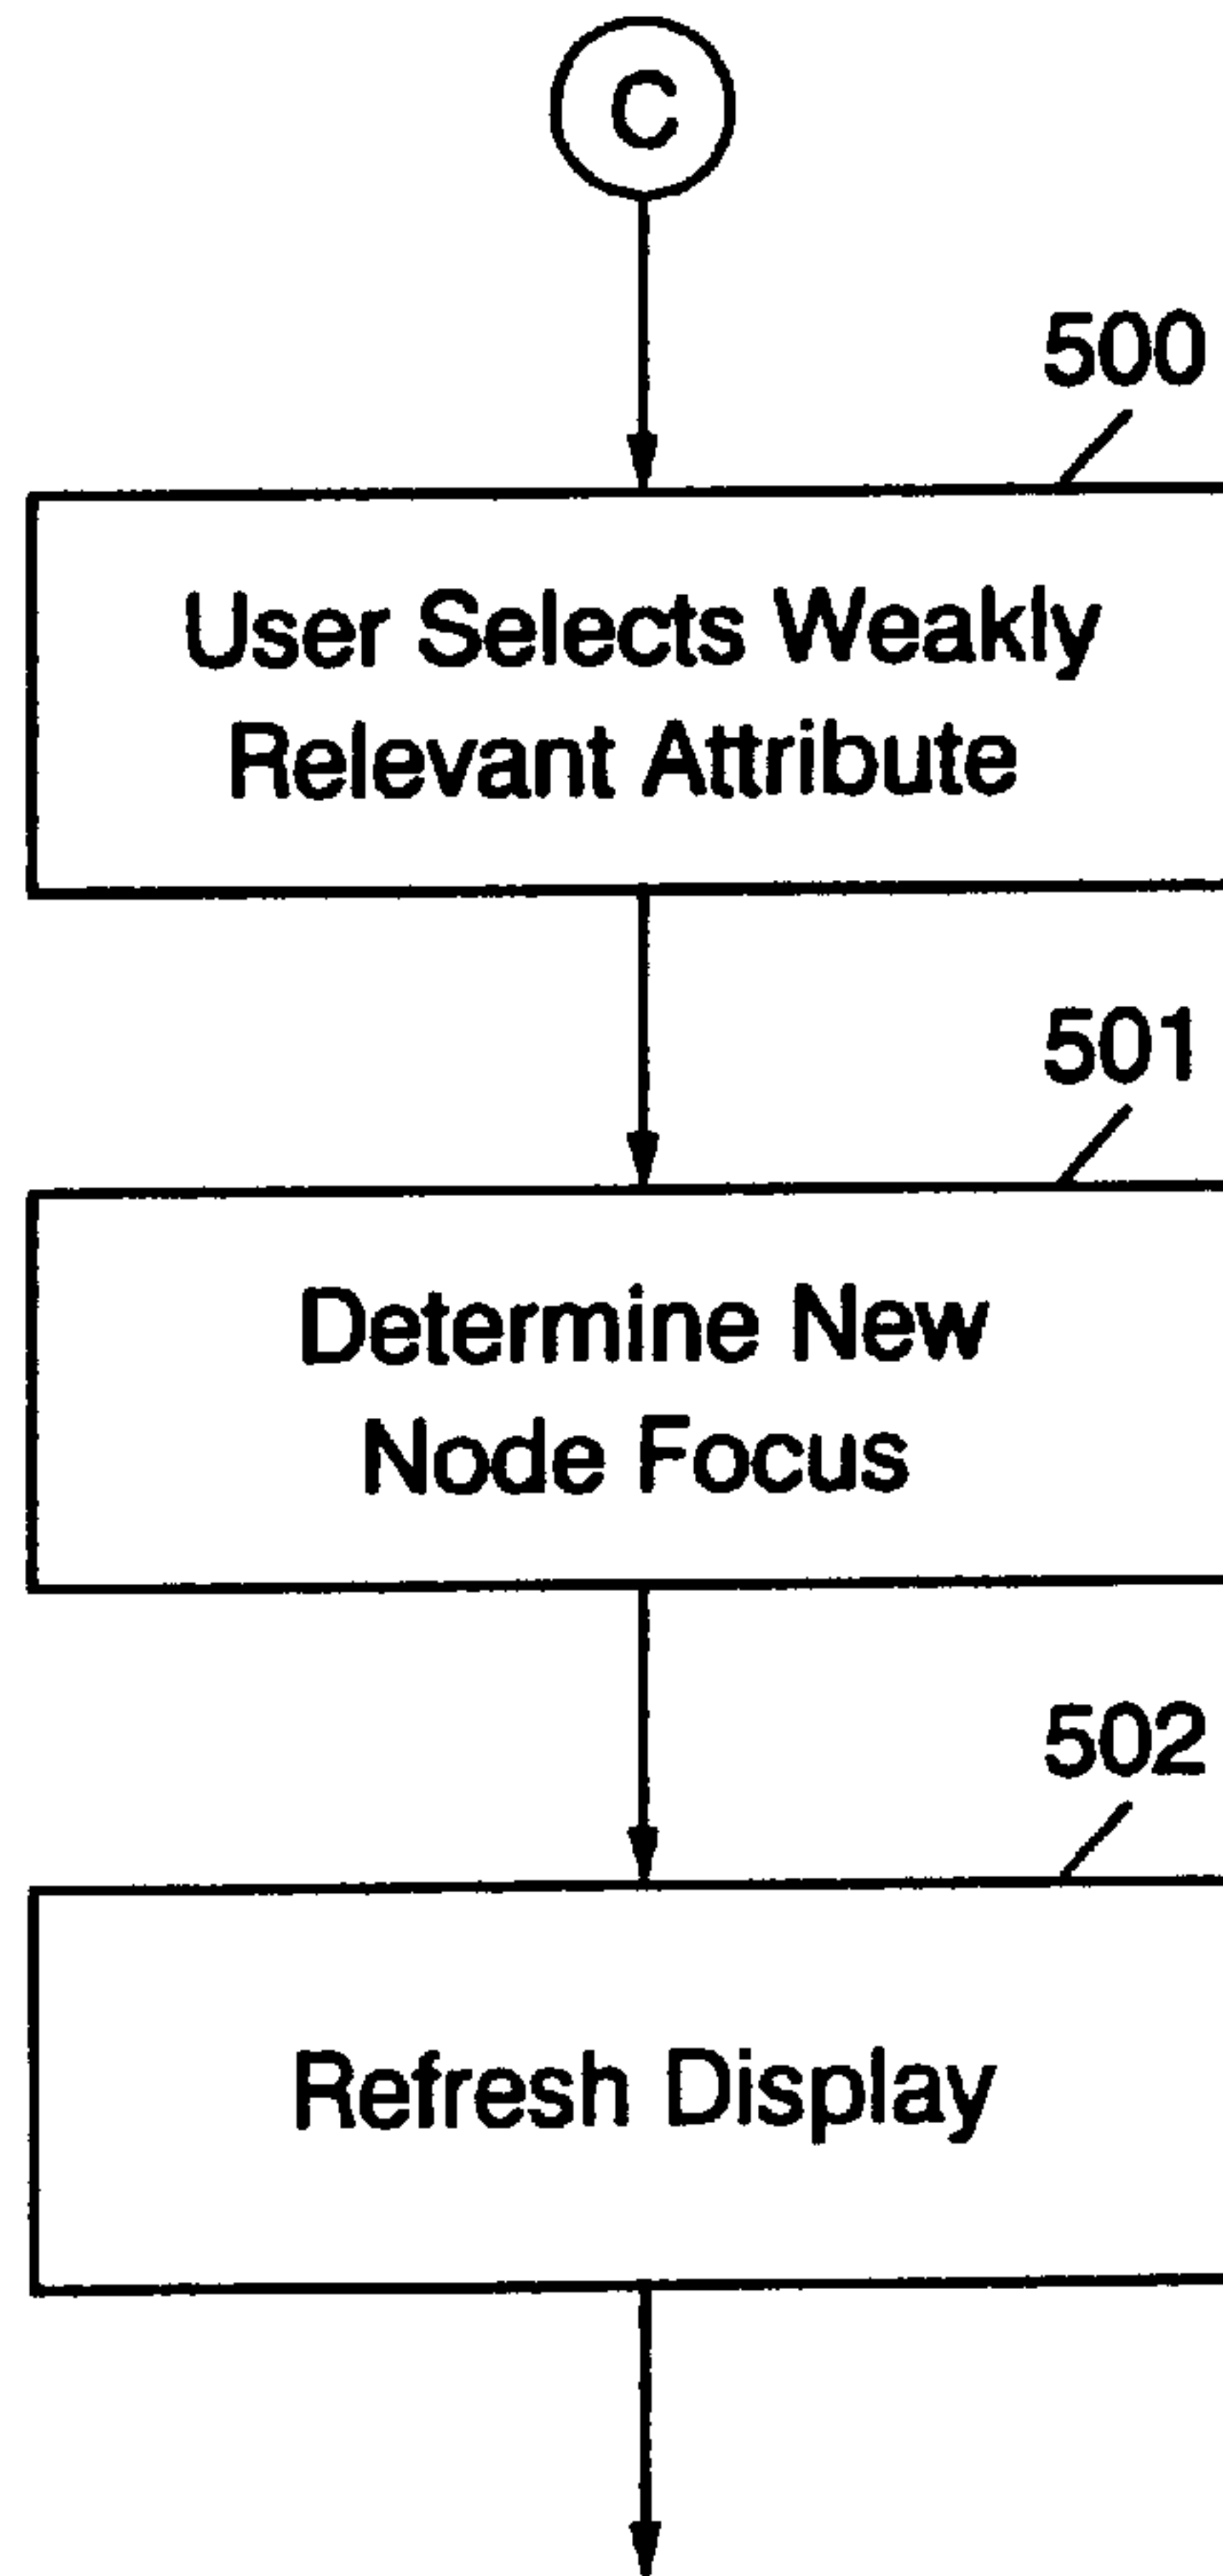 C
500
User Selects Weakly
Relevant Attribute
501
Determine New
Node Focus
502
Refresh Display